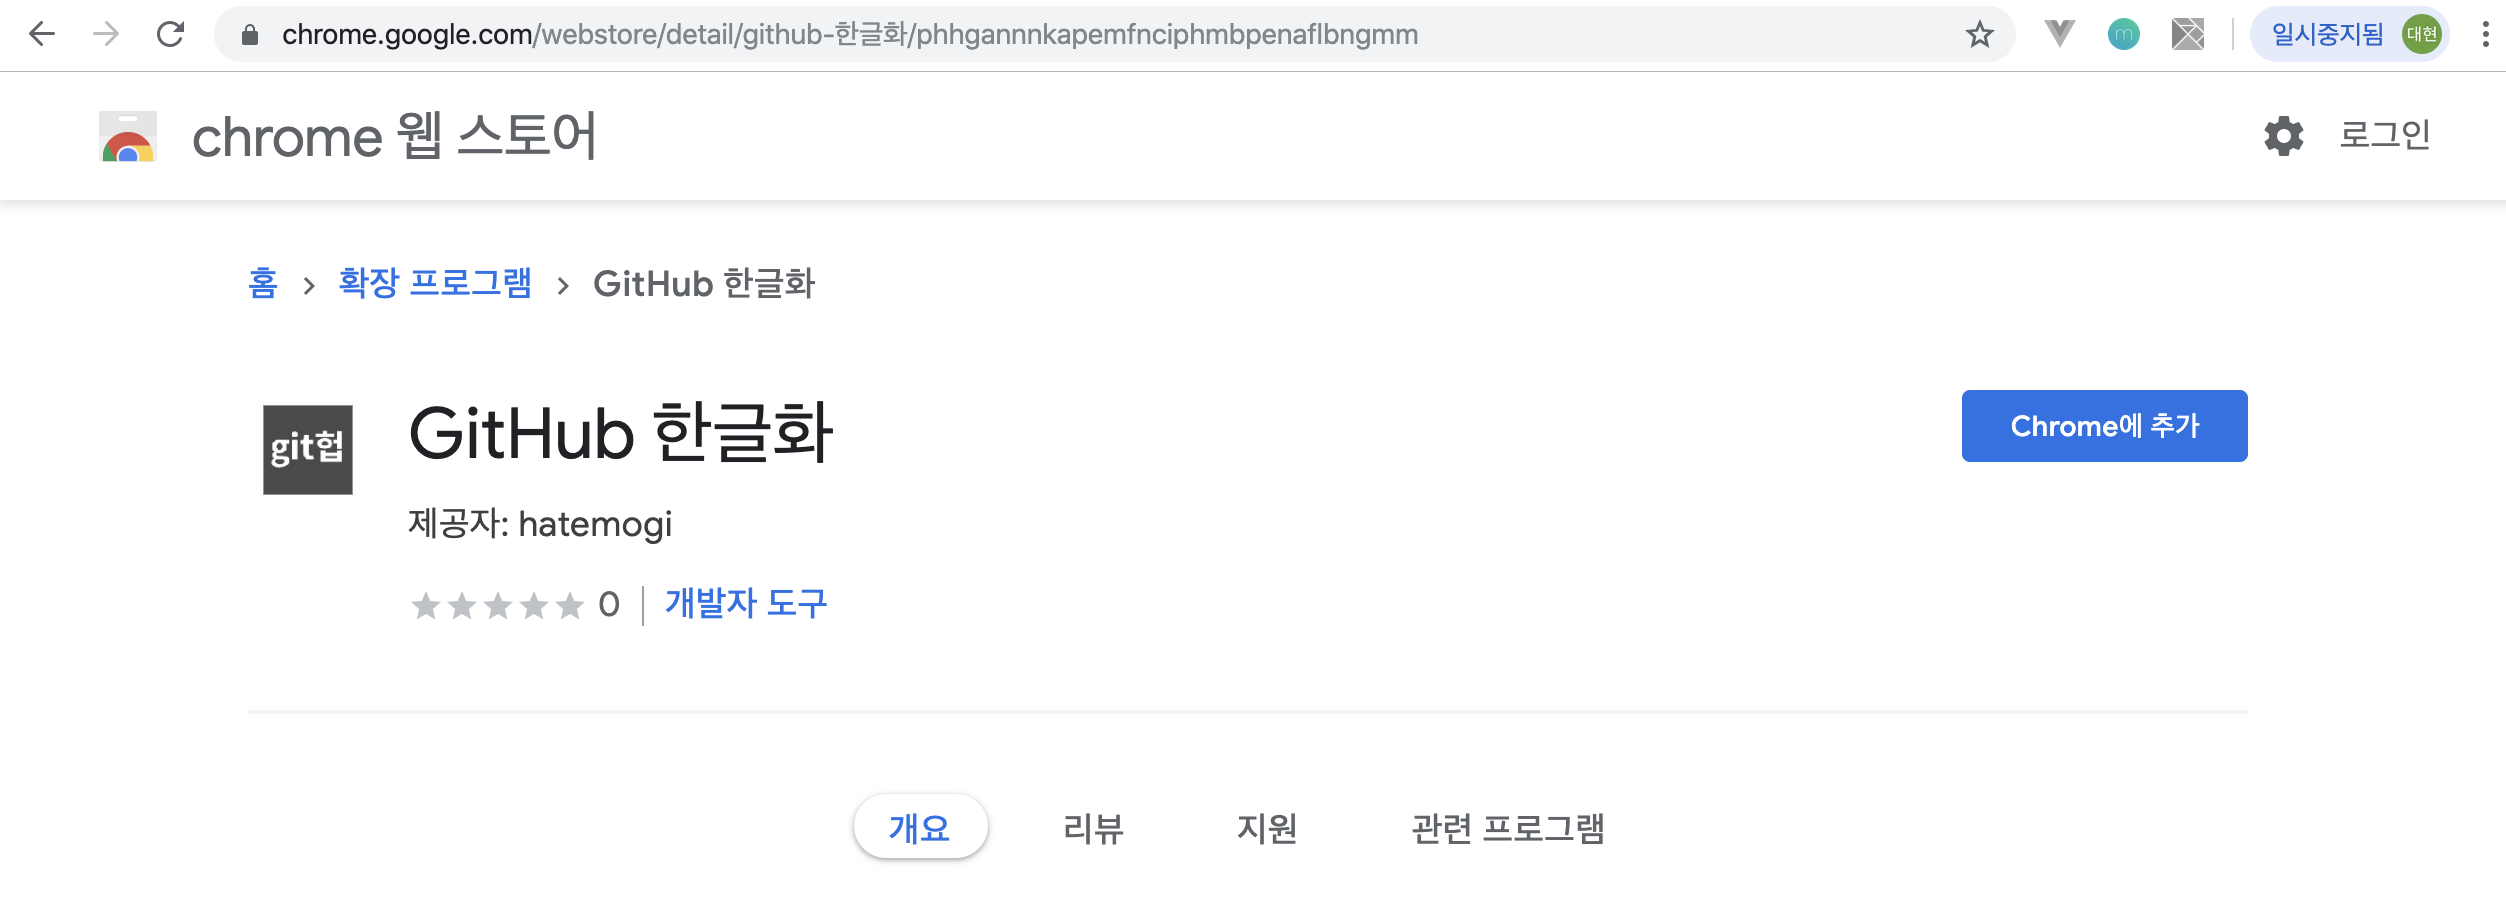 chrome.google.com/webstore/detail/github-한글화/phhgannnkapemfnciphmbpenaflbngmm
일시중지됨 대현
chrome 웹 스토어
로그인
홈 > 확장 프로그램 > GitHub 한글화
git헙
GitHub 한글화
Chrome에 추가
제공자: hatemogi
0 | 개발자 도구
개요 리뷰 지원 관련 프로그램